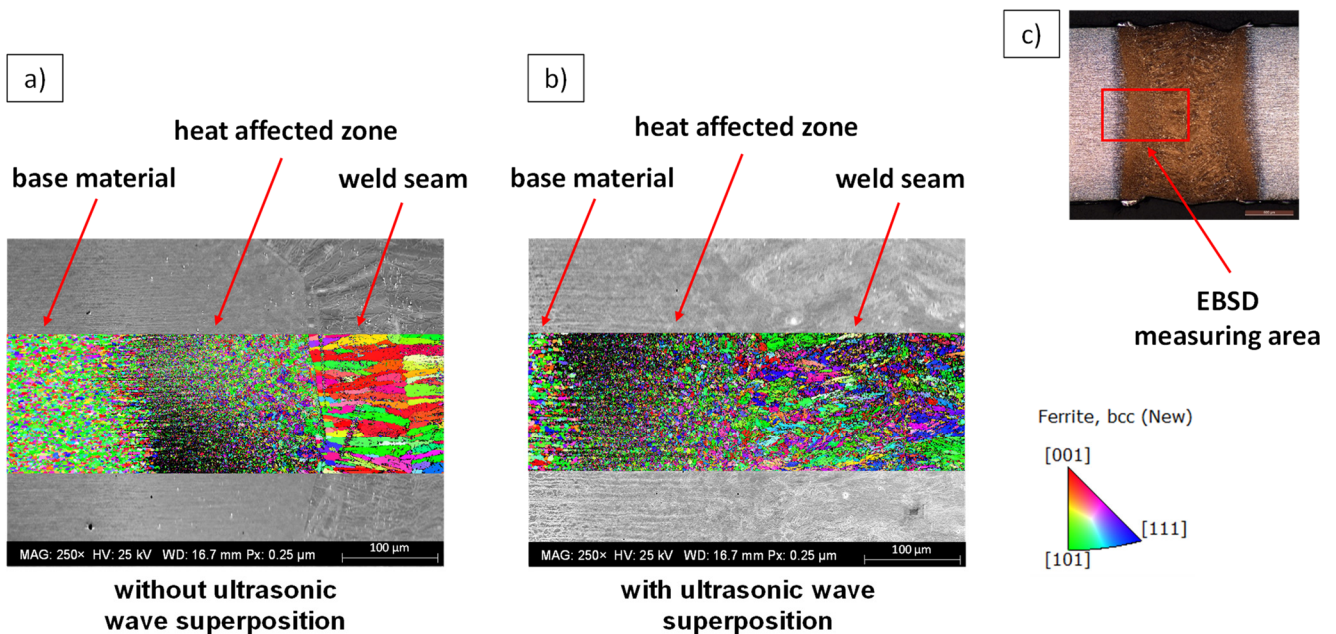 a)
heat affected zone
base material
weld seam
MAG: 250× HV: 25 kV WD: 16.7 mm Px: 0.25 µm
100 µm
without ultrasonic
wave superposition
b)
heat affected zone
base material
weld seam
MAG: 250× HV: 25 kV WD: 16.7 mm Px: 0.25 µm
100 µm
with ultrasonic wave
superposition
c)
EBSD
measuring area
Ferrite, bcc (New)
[001]
[111]
[101]